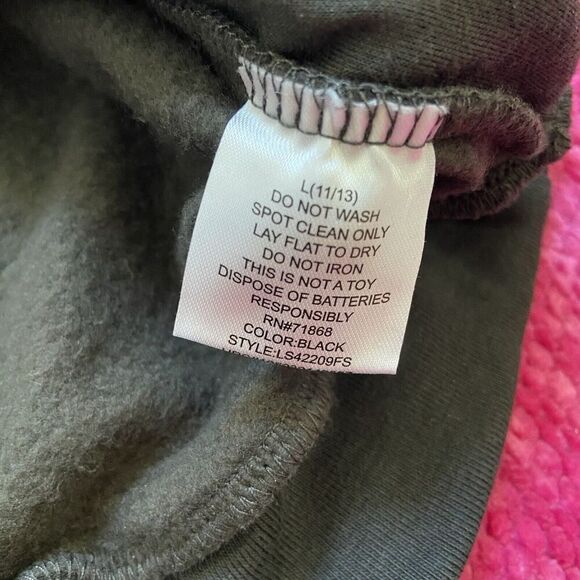 L(11/13)
DO NOT WASH
SPOT CLEAN ONLY
LAY FLAT TO DRY
DO NOT IRON
THIS IS NOT A TOY
DISPOSE OF BATTERIES
RESPONSIBLY
RN#71868
COLOR:BLACK
STYLE:LS42209FS